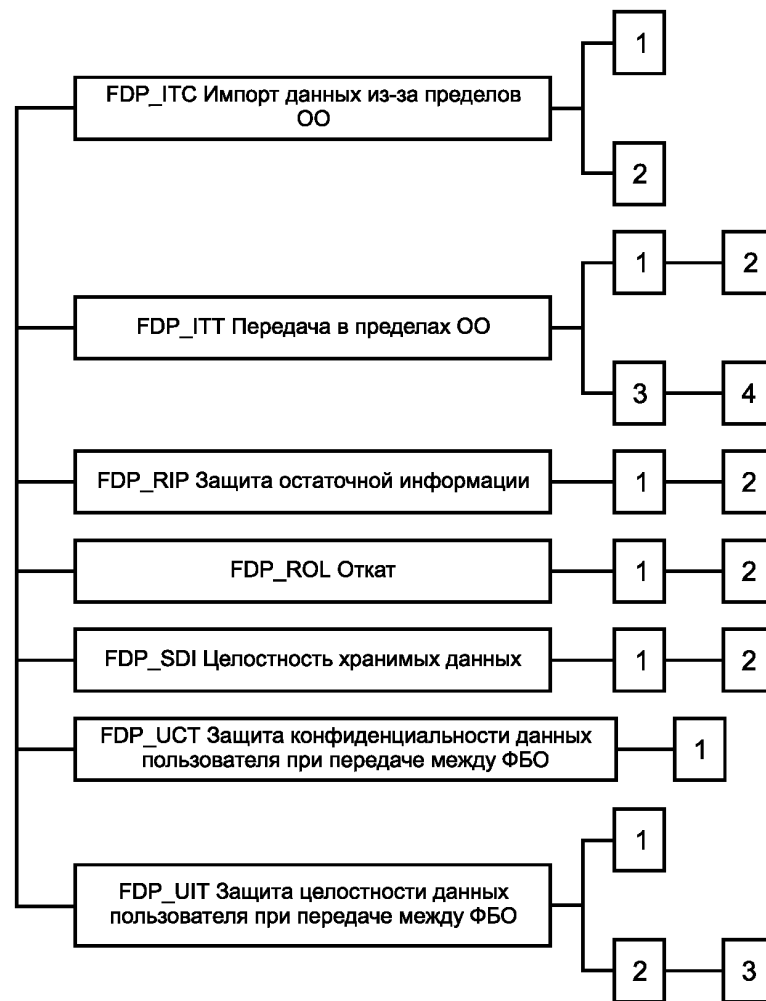 1
FDP_ITC Импорт данных из-за пределов
ОО
2
1 2
FDP_ITT Передача в пределах ОО
3 4
FDP_RIP Защита остаточной информации 1 2
FDP_ROL Откат 1 2
FDP_SDI Целостность хранимых данных 1 2
FDP_UCT Защита конфиденциальности данных
пользователя при передаче между ФБО 1
1
FDP_UIT Защита целостности данных
пользователя при передаче между ФБО
2 3